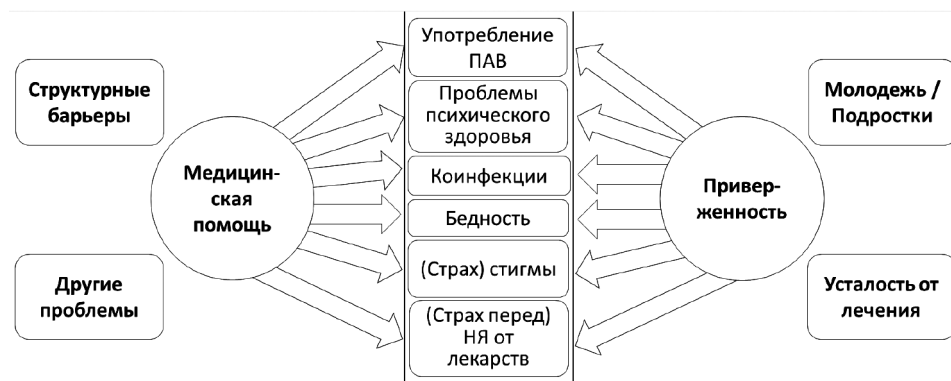 Структурные
барьеры
Другие
проблемы
Медицин-
ская
помощь
Употребление
ПАВ
Проблемы
психического
здоровья
Коинфекции
Бедность
(Страх) стигмы
(Страх перед)
НЯ от
лекарств
Привер-
женность
Молодежь /
Подростки
Усталость от
лечения